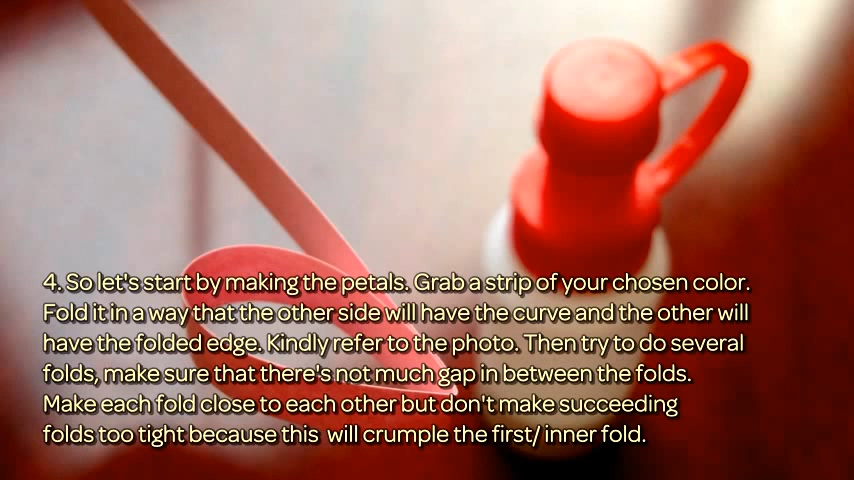 4. So let's start by making the petals. Grab a strip of your chosen color.
Fold it in a way that the other side will have the curve and the other will
have the folded edge. Kindly refer to the photo. Then try to do several
folds, make sure that there's not much gap in between the folds.
Make each fold close to each other but don't make succeeding
folds too tight because this  will crumple the first/ inner fold.